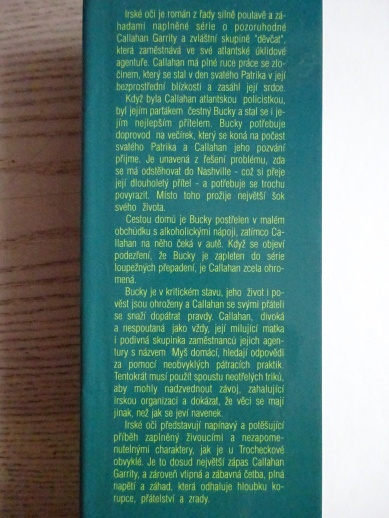 Irské oči je román z řady silně poutavé a zá-
hadami naplněné série o pozoruhodné
Callahan Garrity a zvláštní skupině "děvčat",
která zaměstnává ve své atlantské úklidové
agentuře. Callahan má plné ruce práce se zlo-
činem, který se stal v den svatého Patrika v její
bezprostřední blízkosti a zasáhl její srdce.
Když byla Callahan atlantskou policistkou,
byl jejím parťákem čestný Bucky a stal se i je-
jím nejlepším přítelem. Bucky potřebuje
doprovod na večírek, který se koná na počest
svatého Patrika a Callahan jeho pozvání
přijme. Je unavená z řešení problému, zda
se má odstěhovat do Nashville - což si přeje
její dlouholetý přítel - a potřebuje se trochu
povyrazit. Místo toho prožije největší šok
svého života.
Cestou domů je Bucky postřelen v malém
obchůdku s alkoholickými nápoji, zatímco Ca-
llahan na něho čeká v autě. Když se objeví
podezření, že Bucky je zapleten do série
loupežných přepadení, je Callahan zcela ohro-
mená.
Bucky je v kritickém stavu, jeho život i po-
věst jsou ohroženy a Callahan se svými přáteli
se snaží dopátrat pravdy. Callahan, divoká
a nespoutaná jako vždy, její milující matka
i podivná skupinka zaměstnanců jejich agen-
tury s názvem Myš domácí, hledají odpovědi
za pomocí neobvyklých pátracích praktik.
Tentokrát musí použít spoustu neotřelých triků,
aby mohly nadzvednout závoj, zahalující
irskou organizaci a dokázat, že věci se mají
jinak, než jak se jeví navenek.
Irské oči představují napínavý a potěšující
příběh zaplněný živoucími a nezapome-
nutelnými charaktery, jak je u Trocheckové
obvyklé. Je to dosud největší zápas Callahan
Garrity, a zároveň vtipná a zábavná četba, plná
napětí a záhad, která odhaluje hloubku ko-
rupce, přátelství a zrady.